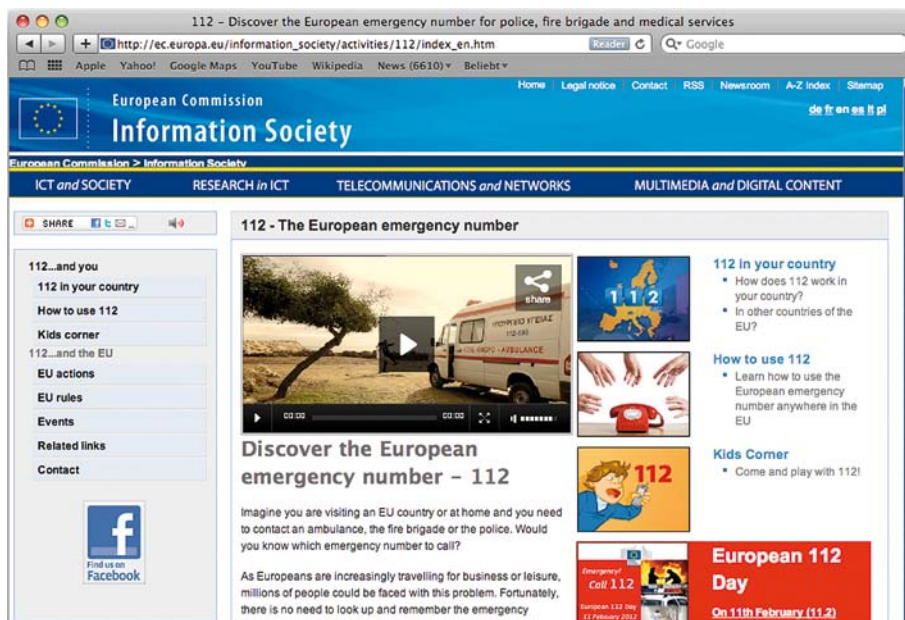 112 – Discover the European emergency number for police, fire brigade and medical services
http://ec.europa.eu/information_society/activities/112/index_en.htm
Reader
Google
Apple Yahoo! Google Maps YouTube Wikipedia News (6610) Beliebt
Home Legal notice Contact RSS Newsroom A-Z Index Sitemap
European Commission
de fr en es it pl
Information Society
European Commission > Information Society
ICT and SOCIETY RESEARCH in ICT TELECOMMUNICATIONS and NETWORKS MULTIMEDIA and DIGITAL CONTENT
SHARE
112...and you
112 in your country
How to use 112
Kids corner
112...and the EU
EU actions
EU rules
Events
Related links
Contact
Find us on
Facebook
112 - The European emergency number
share
ΥΠΟΥΡΓΕΙΟ ΥΓΕΙΑΣ
AMBULANCE
00:00 00:00
Discover the European
emergency number – 112
Imagine you are visiting an EU country or at home and you need
to contact an ambulance, the fire brigade or the police. Would
you know which emergency number to call?
As Europeans are increasingly travelling for business or leisure,
millions of people could be faced with this problem. Fortunately,
there is no need to look up and remember the emergency
112
112 in your country
How does 112 work in
your country?
In other countries of the
EU?
How to use 112
Learn how to use the
European emergency
number anywhere in the
EU
112
Kids Corner
Come and play with 112!
Emergency!
Call 112
European 112 Day
11 February 2012
European 112
Day
On 11th February (11.2)